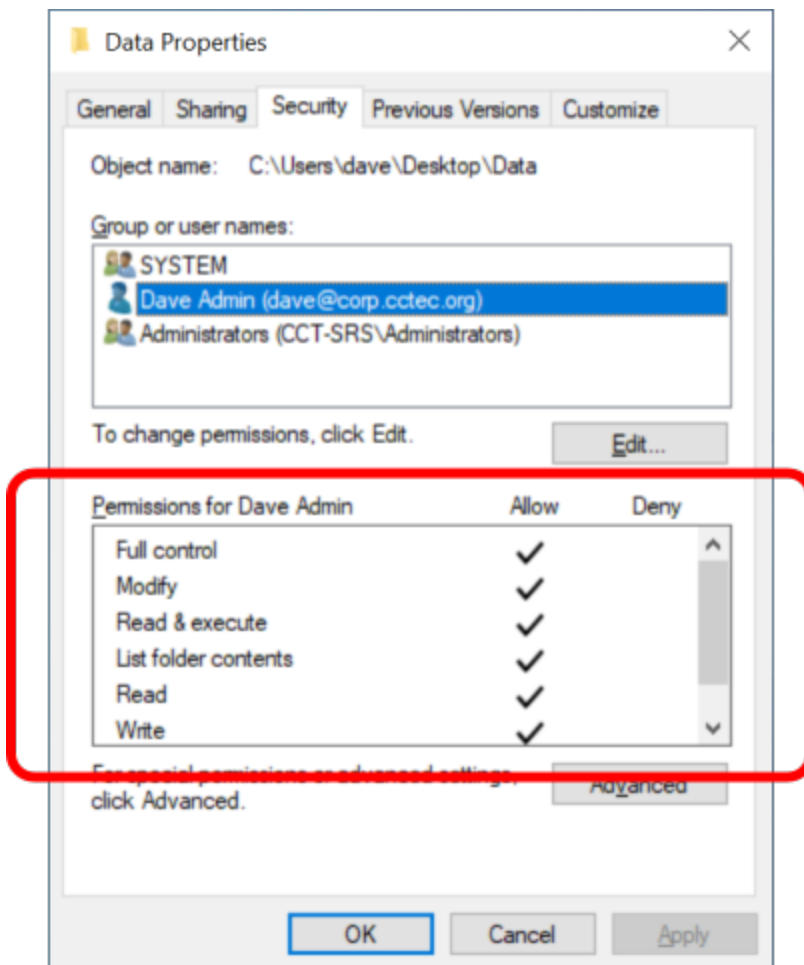 Data Properties
General Sharing Security Previous Versions Customize
Object name: C:\Users\dave\Desktop\Data
Group or user names:
SYSTEM
Dave Admin (dave@corp.cctec.org)
Administrators (CCT-SRS\Administrators)
To change permissions, click Edit.
Edit...
Permissions for Dave Admin Allow Deny
Full control
Modify
Read & execute
List folder contents
Read
Write
For special permissions or advanced settings,
click Advanced.
Advanced
OK Cancel Apply